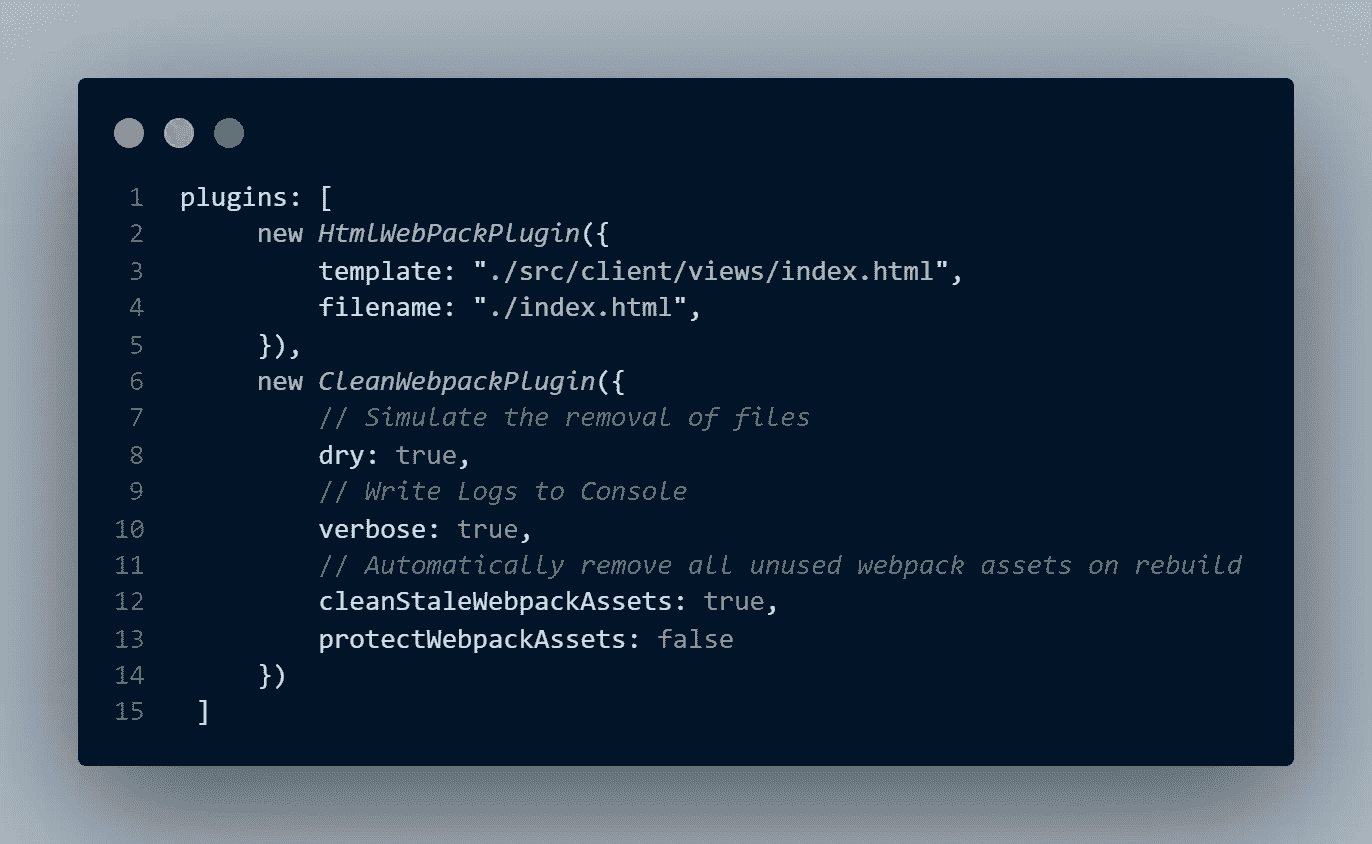 1 plugins: [
2 new HtmlWebPackPlugin({
3 template: "./src/client/views/index.html",
4 filename: "./index.html",
5 }),
6 new CleanWebpackPlugin({
7 // Simulate the removal of files
8 dry: true,
9 // Write Logs to Console
10 verbose: true,
11 // Automatically remove all unused webpack assets on rebuild
12 cleanStaleWebpackAssets: true,
13 protectWebpackAssets: false
14 })
15 ]